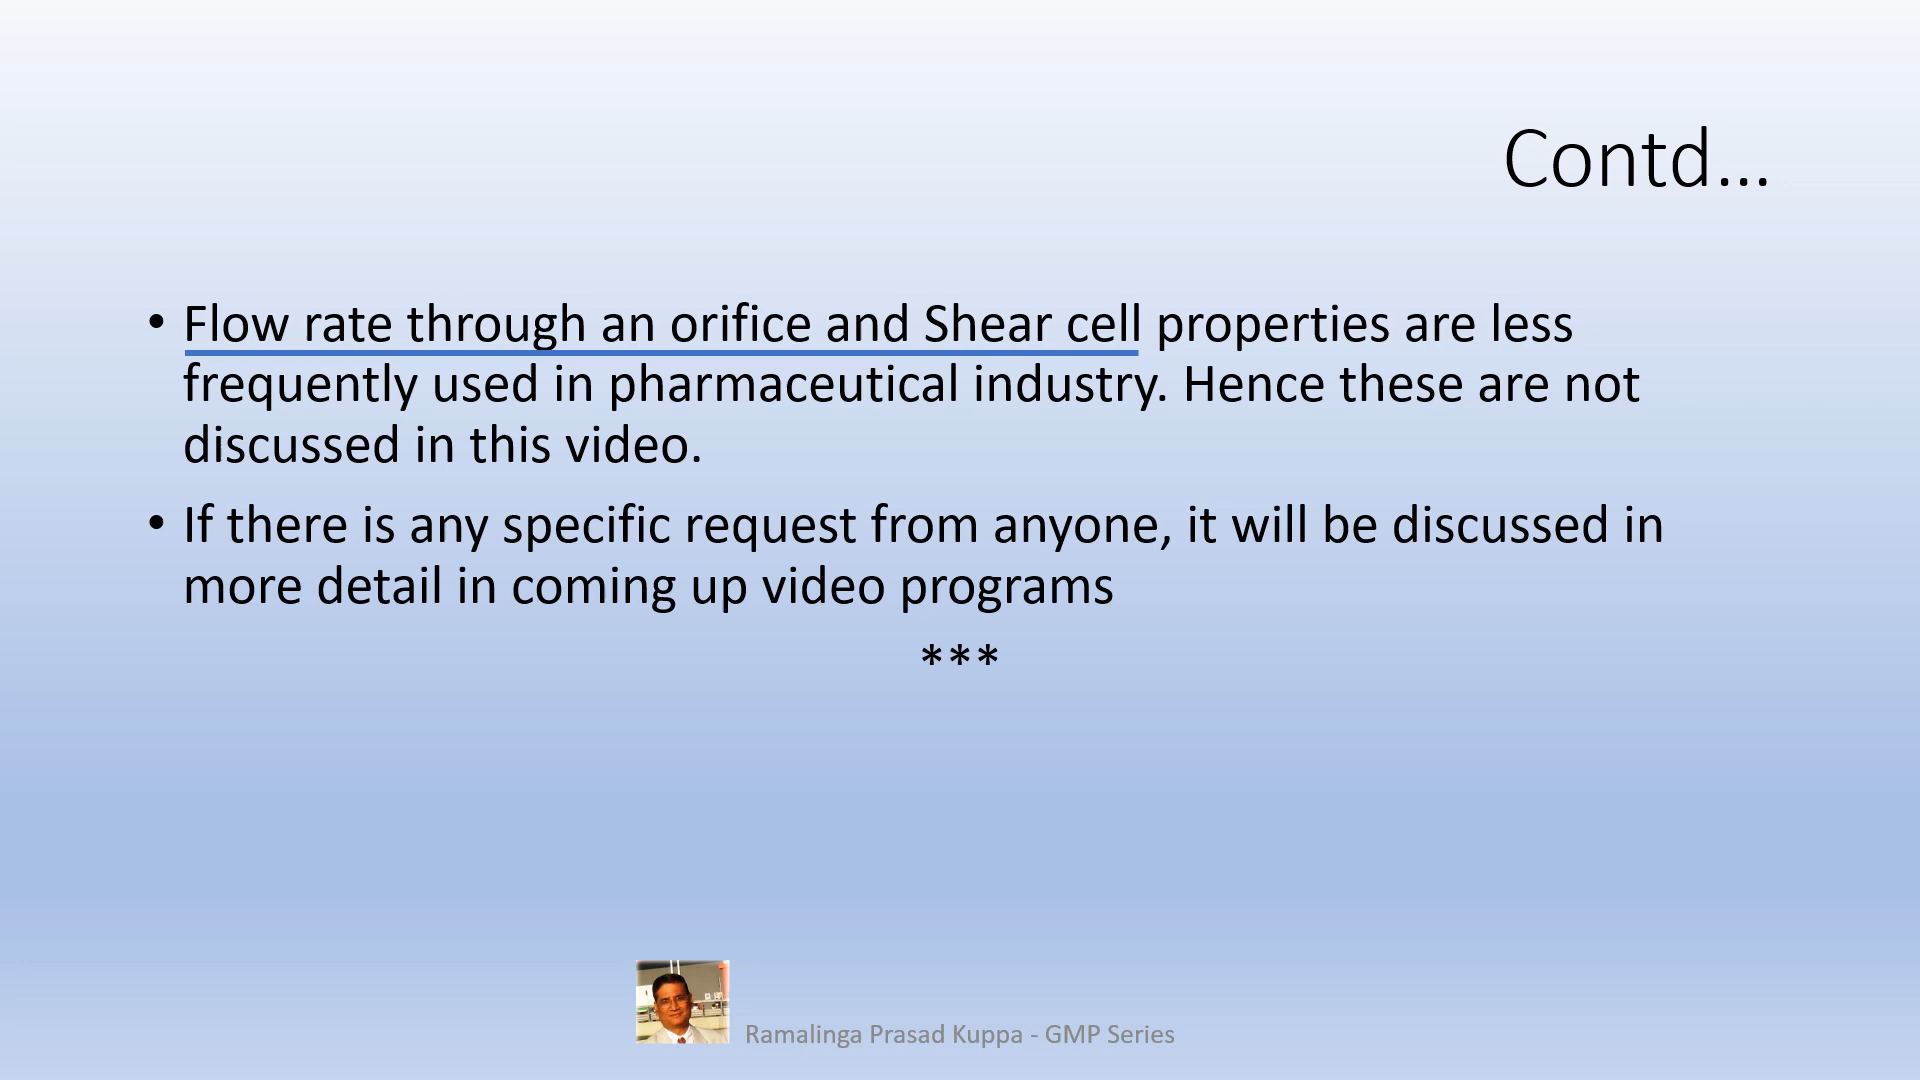 Contd...
• Flow rate through an orifice and Shear cell properties are less
frequently used in pharmaceutical industry. Hence these are not
discussed in this video.
• If there is any specific request from anyone, it will be discussed in
more detail in coming up video programs
***
Ramalinga Prasad Kuppa - GMP Series